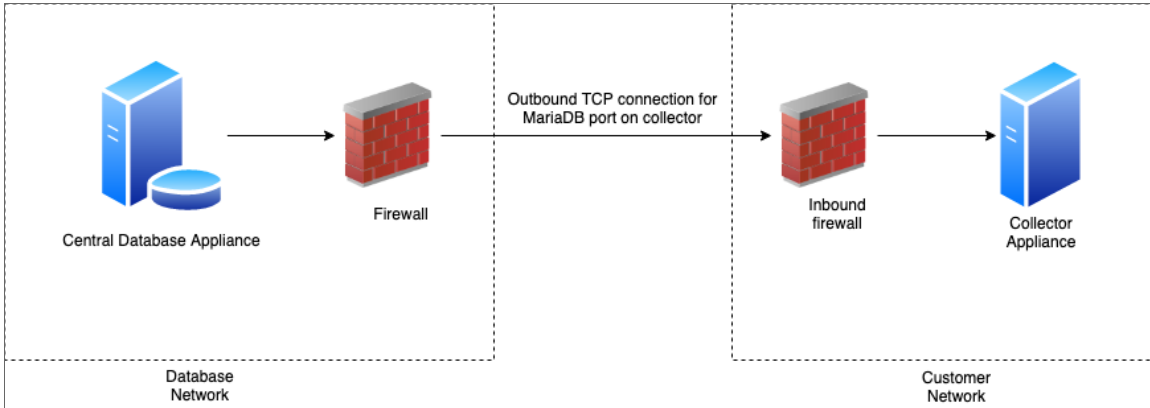 Outbound TCP connection for
MariaDB port on collector
Central Database Appliance
Firewall
Inbound
firewall
Collector
Appliance
Database
Network
Customer
Network